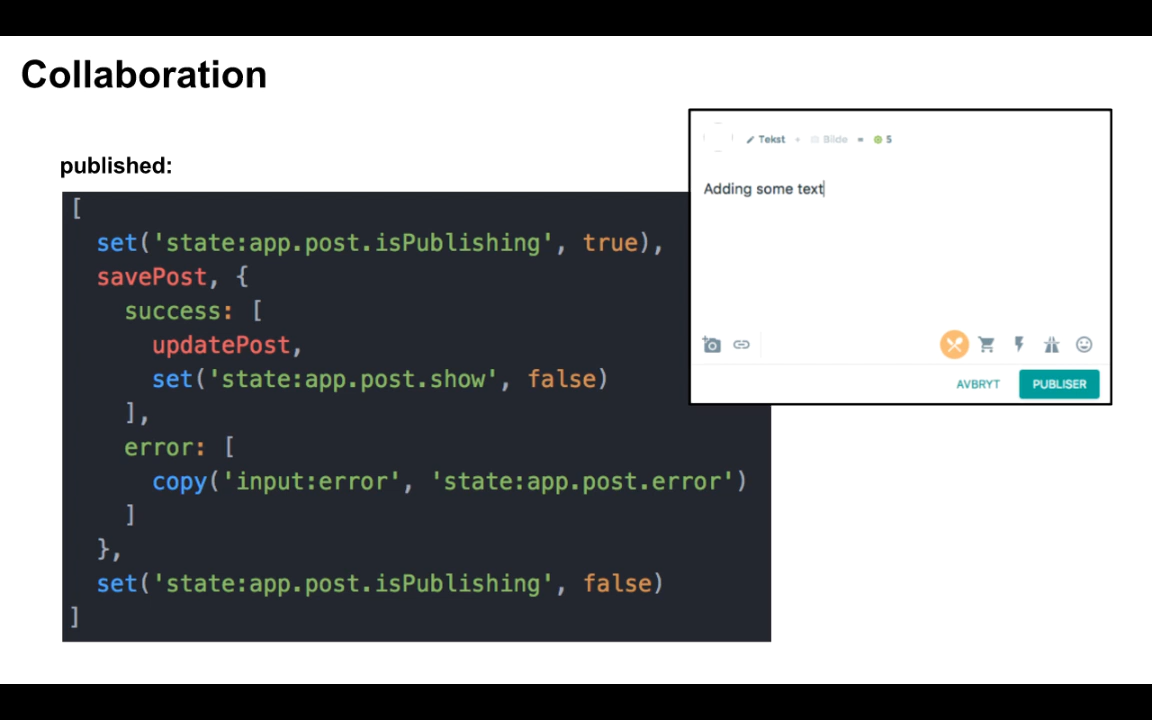 Collaboration
published:
[
set('state:app.post.isPublishing', true),
savePost, {
success: [
updatePost,
set('state:app.post.show', false)
],
error: [
copy('input:error', 'state:app.post.error')
]
},
set('state:app.post.isPublishing', false)
]
Tekst Bilde 5
Adding some text
AVBRYT PUBLISER